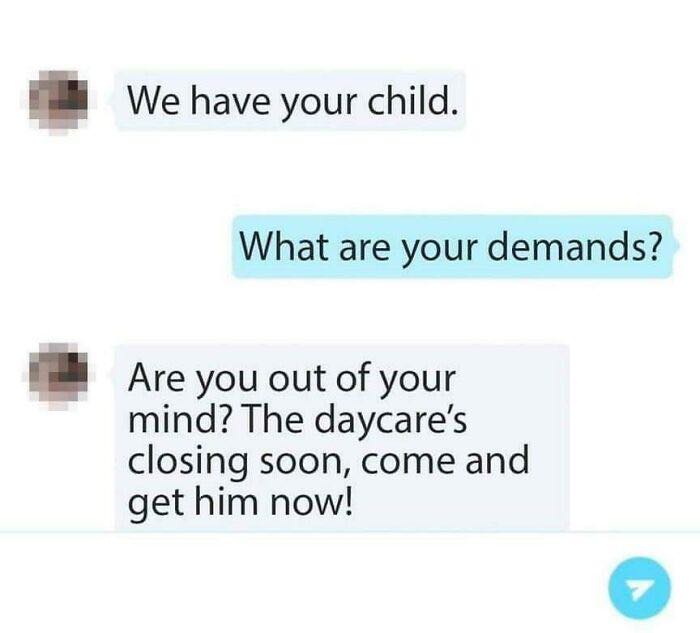 We have your child.
What are your demands?
Are you out of your
mind? The daycare's
closing soon, come and
get him now!